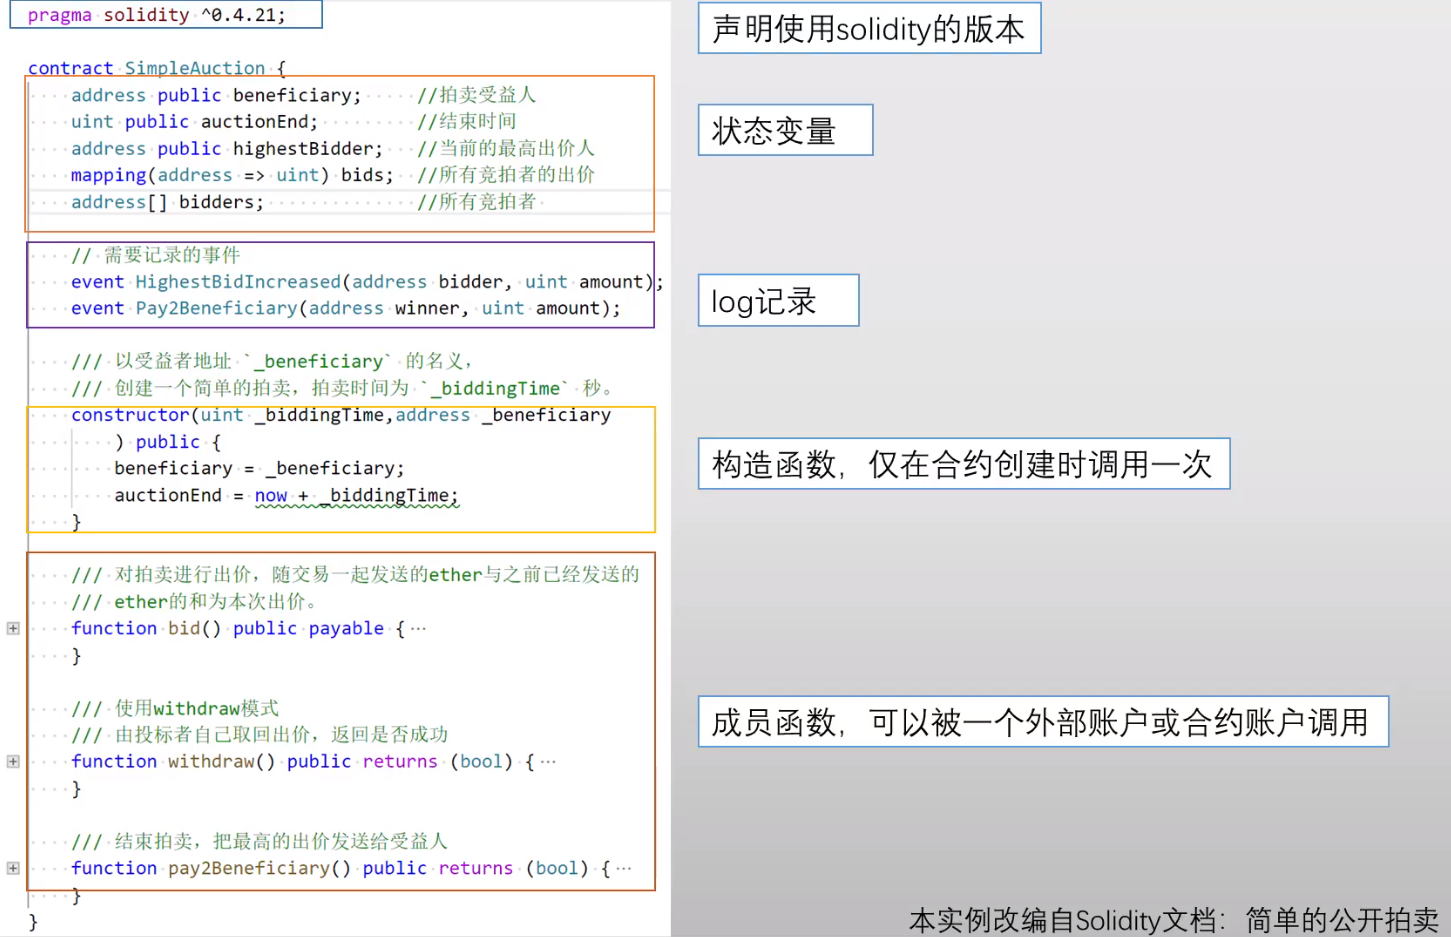 pragma solidity ^0.4.21;
contract SimpleAuction {
address public beneficiary; //拍卖受益人
uint public auctionEnd; //结束时间
address public highestBidder; //当前的最高出价人
mapping(address => uint) bids; //所有竞拍者的出价
address[] bidders; //所有竞拍者
// 需要记录的事件
event HighestBidIncreased(address bidder, uint amount);
event Pay2Beneficiary(address winner, uint amount);
/// 以受益者地址 `_beneficiary` 的名义，
/// 创建一个简单的拍卖，拍卖时间为 `_biddingTime` 秒。
constructor(uint _biddingTime,address _beneficiary
) public {
beneficiary = _beneficiary;
auctionEnd = now + _biddingTime;
}
/// 对拍卖进行出价，随交易一起发送的ether与之前已经发送的
/// ether的和为本次出价。
function bid() public payable {···
}
/// 使用withdraw模式
/// 由投标者自己取回出价，返回是否成功
function withdraw() public returns (bool) {···
}
/// 结束拍卖，把最高的出价发送给受益人
function pay2Beneficiary() public returns (bool) {···
}
}
声明使用solidity的版本
状态变量
log记录
构造函数，仅在合约创建时调用一次
成员函数，可以被一个外部账户或合约账户调用
本实例改编自Solidity文档：简单的公开拍卖